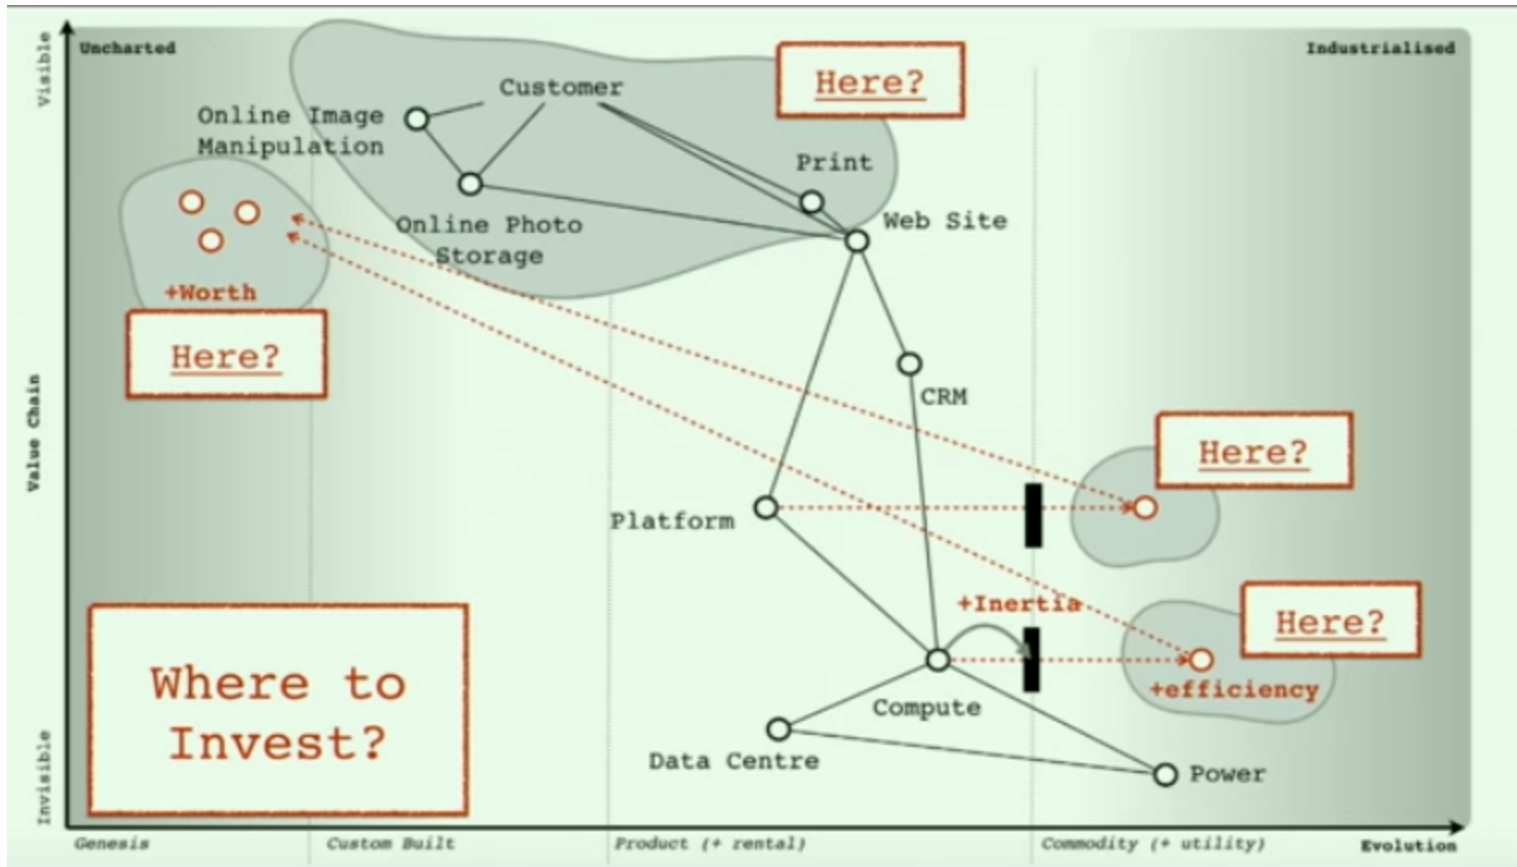 Visible
Uncharted
Industrialised
Here?
Customer
Online Image
Manipulation
Print
Web Site
Online Photo
Storage
+Worth
Here?
CRM
Value Chain
Here?
Platform
+Inertia
Here?
+efficiency
Where to
Invest?
Compute
Data Centre
Power
Invisible
Genesis
Custom Built
Product (+ rental)
Commodity (+ utility)
Evolution